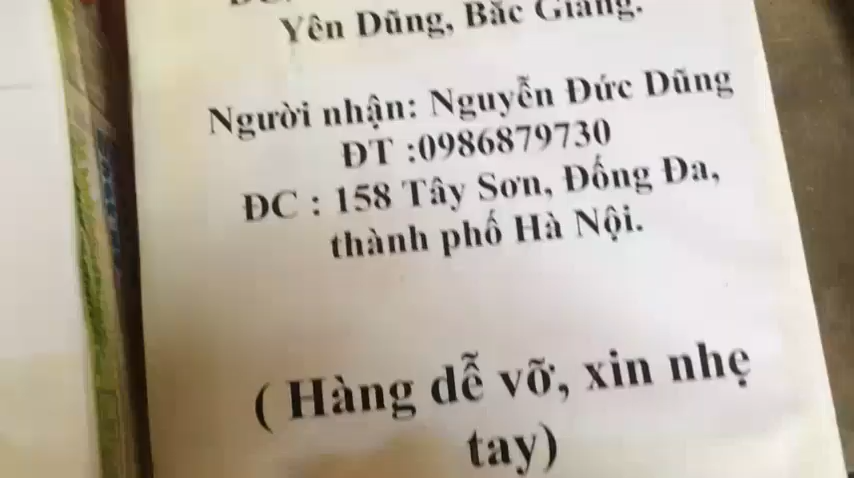 Yên Dũng, Bắc Giang.
Người nhận: Nguyễn Đức Dũng
ĐT :0986879730
ĐC : 158 Tây Sơn, Đống Đa,
thành phố Hà Nội.
( Hàng dễ vỡ, xin nhẹ
tay)